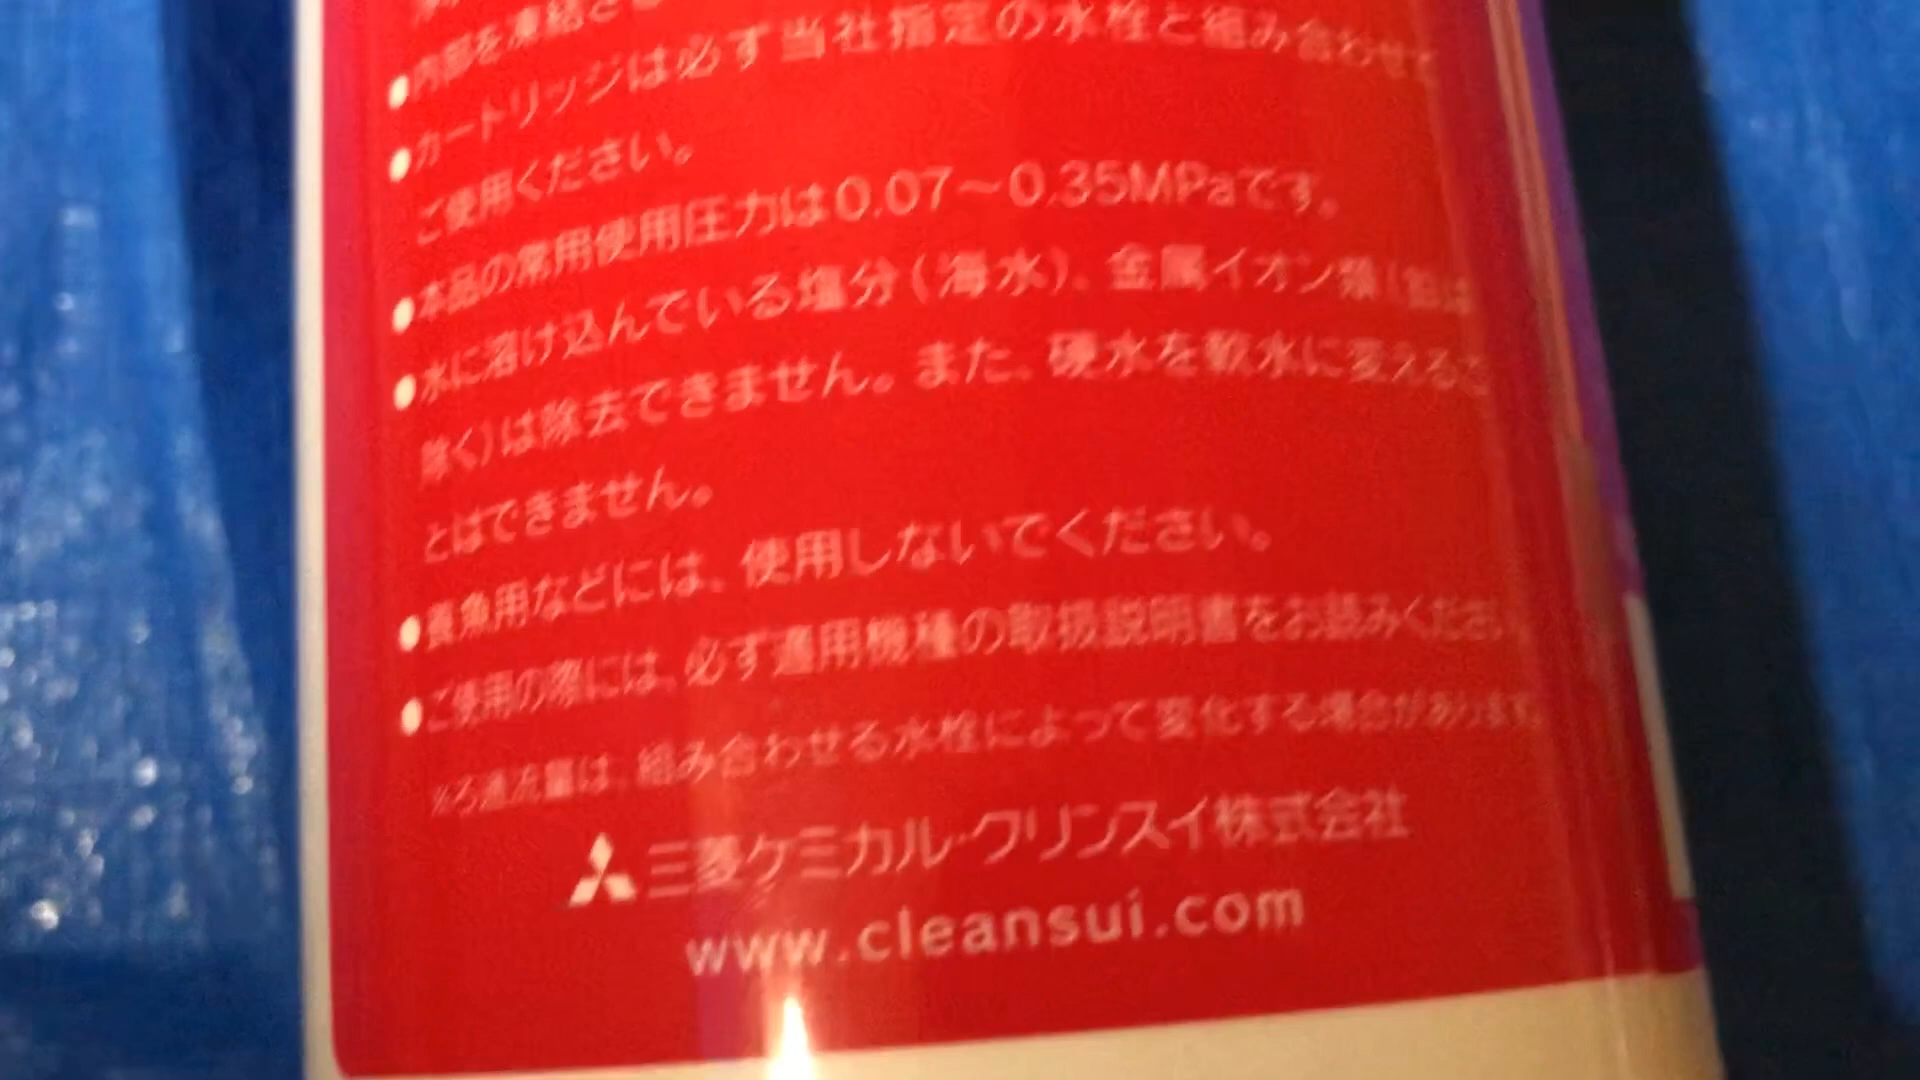 ●内部を凍結さ
●カートリッジは必ず当社指定の水栓と組み合わせて
ご使用ください。
●本品の常用使用圧力は0.07～0.35MPaです。
●水に溶け込んでいる塩分(海水)、金属イオン類(鉛は
除く)は除去できません。また、硬水を軟水に変えるこ
とはできません。
●養魚用などには、使用しないでください。
●ご使用の際には、必ず適用機種の取扱説明書をお読みください
※ろ過流量は、組み合わせる水栓によって変化する場合があります。
三菱ケミカル・クリンスイ株式会社
www.cleansui.com